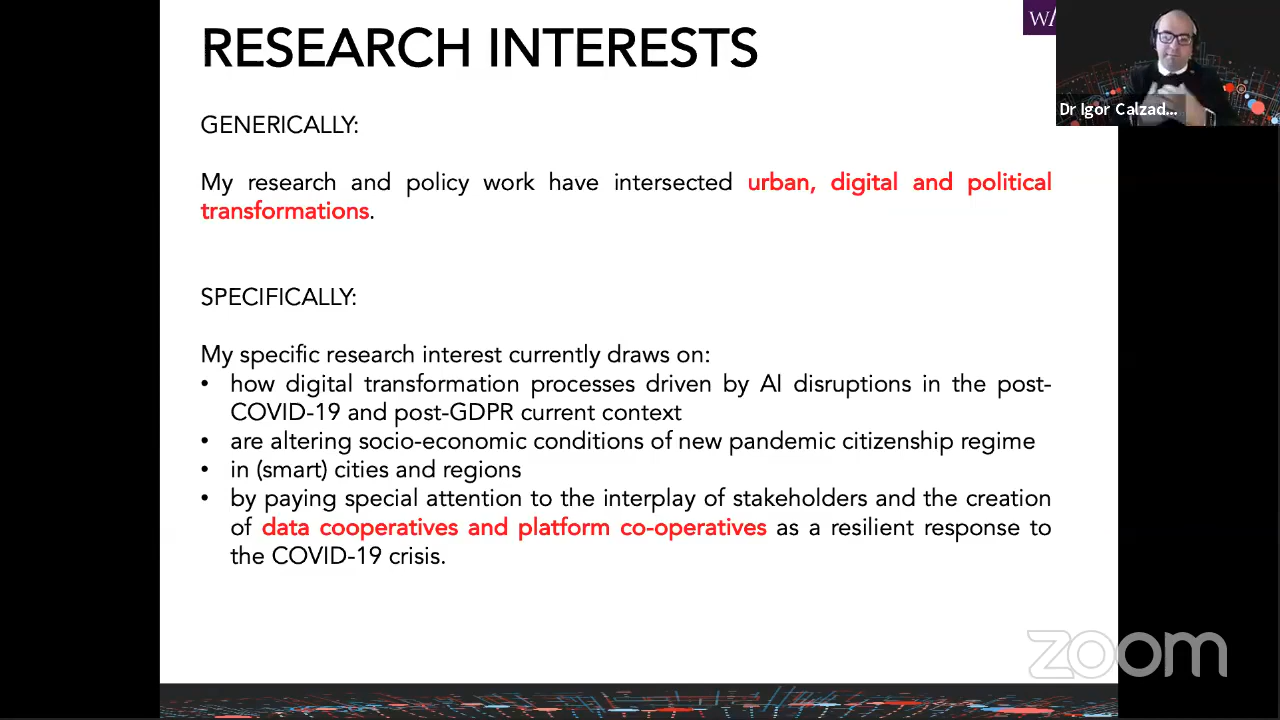 RESEARCH INTERESTS
GENERICALLY:
My research and policy work have intersected urban, digital and political
transformations.
SPECIFICALLY:
My specific research interest currently draws on:
• how digital transformation processes driven by AI disruptions in the post-
COVID-19 and post-GDPR current context
• are altering socio-economic conditions of new pandemic citizenship regime
• in (smart) cities and regions
• by paying special attention to the interplay of stakeholders and the creation
of data cooperatives and platform co-operatives as a resilient response to
the COVID-19 crisis.
Dr Igor Calzad...
zoom